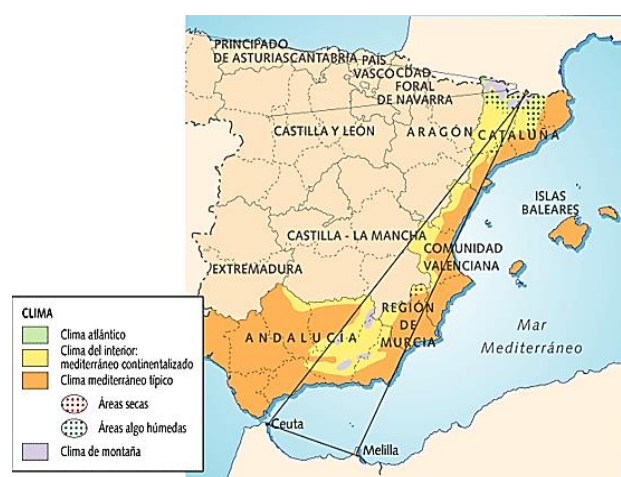 PRINCIPADO
DE ASTURIAS
CANTABRIA
PAÍS
VASCO
CDAD
FORAL
DE NAVARRA
CASTILLA Y LEÓN
ARAGÓN
CATALUÑA
ISLAS
BALEARES
CASTILLA - LA MANCHA
COMUNIDAD
VALENCIANA
EXTREMADURA
REGIÓN
DE
MURCIA
ANDALUCÍA
Mar
Mediterráneo
Ceuta
Melilla
CLIMA
Clima atlántico
Clima del interior:
mediterráneo continentalizado
Clima mediterráneo típico
Áreas secas
Áreas algo húmedas
Clima de montaña